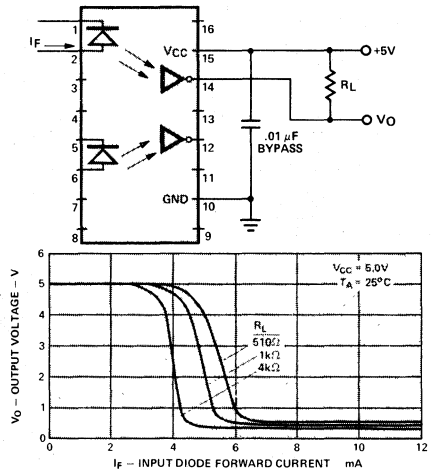 1
16
I_F
V_CC
+5V
2
15
3
14
R_L
V_O
4
13
.01 µF
BYPASS
5
12
6
11
GND
7
10
8
9
6
V_CC = 5.0V
T_A = 25°C
5
4
R_L
510Ω
3
1kΩ
4kΩ
2
1
0
V_O – OUTPUT VOLTAGE – V
0 2 4 6 8 10 12
I_F – INPUT DIODE FORWARD CURRENT mA